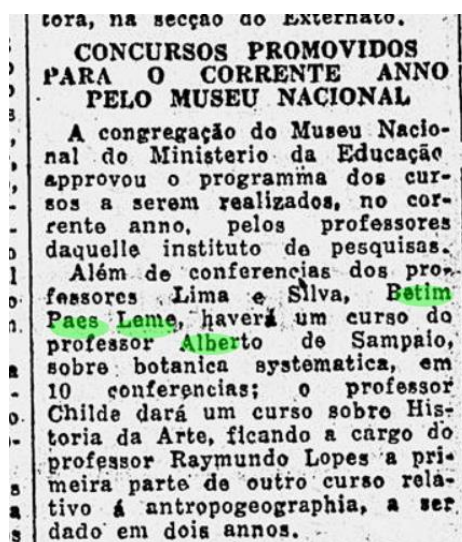 tora, na secção do Externato.
CONCURSOS PROMOVIDOS
PARA O CORRENTE ANNO
PELO MUSEU NACIONAL
A congregação do Museu Nacio-
nal do Ministerio da Educação
approvou o programma dos cur-
sos a serem realizados, no cor-
rente anno, pelos professores
daquelle instituto de pesquisas.
Além de conferencias dos pro-
fessores Lima e Silva, Betim
Paes Leme, haverá um curso do
professor Alberto de Sampaio,
sobre botanica systematica, em
10 conferencias; o professor
Childe dará um curso sobre His-
toria da Arte, ficando a cargo do
professor Raymundo Lopes a pri-
meira parte de outro curso rela-
tivo á antropogeographia, a ser
dado em dois annos.